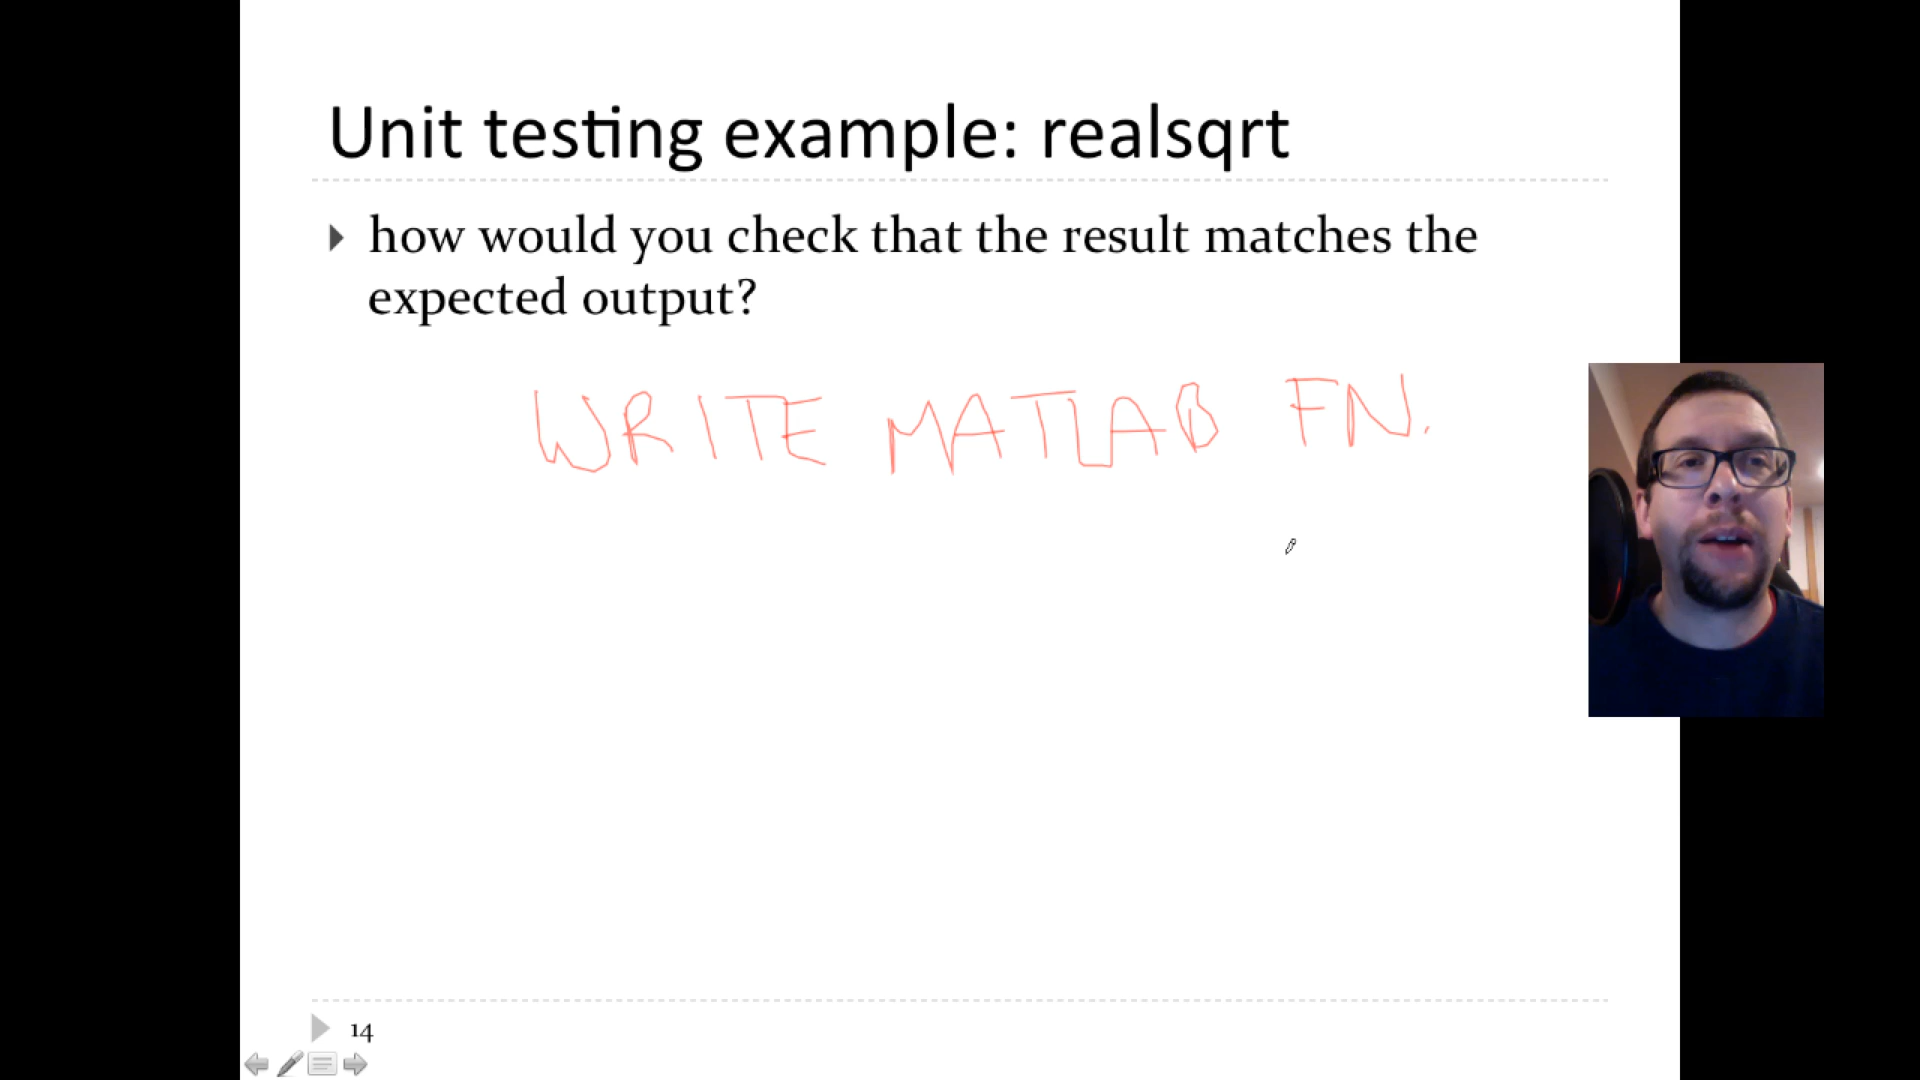 Unit testing example: realsqrt
how would you check that the result matches the
expected output?
WRITE MATLAB FN.
14